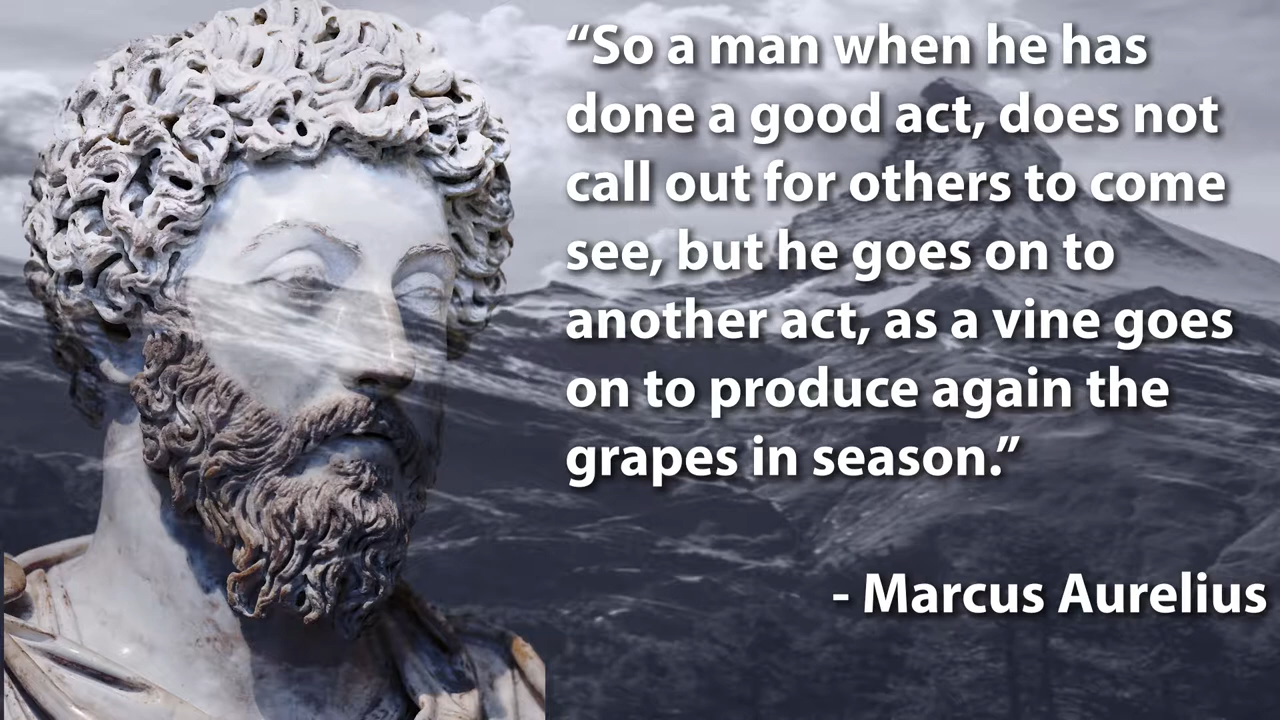 “So a man when he has
done a good act, does not
call out for others to come
see, but he goes on to
another act, as a vine goes
on to produce again the
grapes in season.”
- Marcus Aurelius